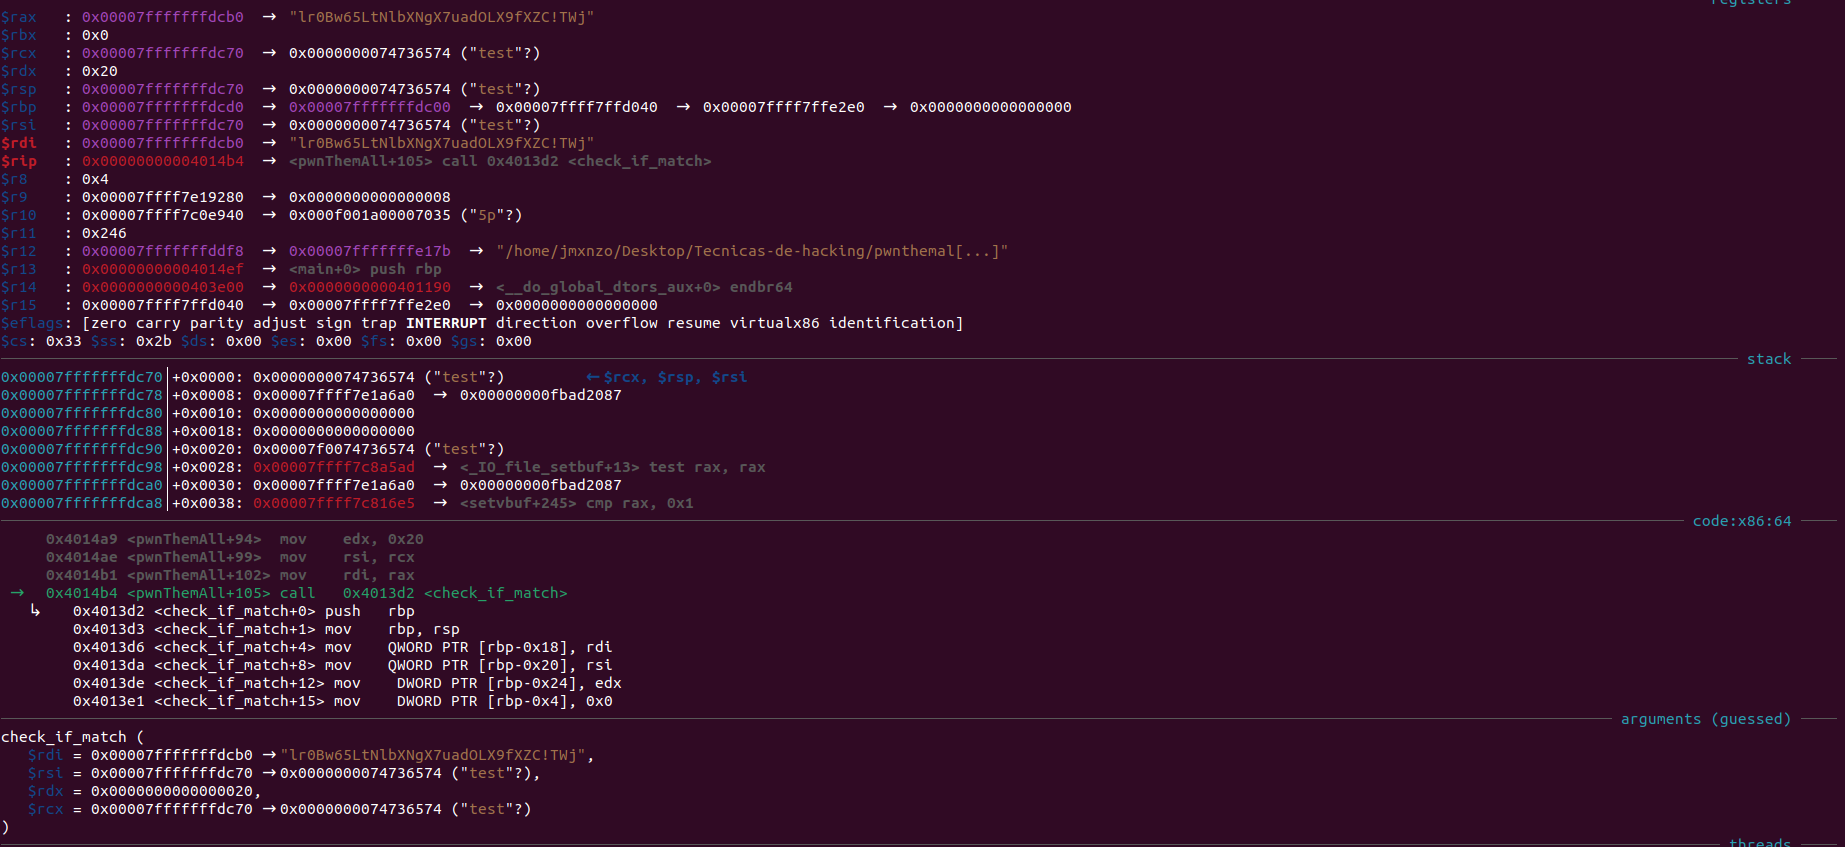 registers
$rax   : 0x00007fffffffdcb0  →  "lr0Bw65LtNlbXNgX7uadOLX9fXZC!TWj"
$rbx   : 0x0
$rcx   : 0x00007fffffffdc70  →  0x0000000074736574 ("test"?)
$rdx   : 0x20
$rsp   : 0x00007fffffffdc70  →  0x0000000074736574 ("test"?)
$rbp   : 0x00007fffffffdcd0  →  0x00007fffffffdc00  →  0x00007ffff7ffd040  →  0x00007ffff7ffe2e0  →  0x0000000000000000
$rsi   : 0x00007fffffffdc70  →  0x0000000074736574 ("test"?)
$rdi   : 0x00007fffffffdcb0  →  "lr0Bw65LtNlbXNgX7uadOLX9fXZC!TWj"
$rip   : 0x00000000004014b4  →  <pwnThemAll+105> call 0x4013d2 <check_if_match>
$r8    : 0x4
$r9    : 0x00007ffff7e19280  →  0x0000000000000008
$r10   : 0x00007ffff7c0e940  →  0x000f001a00007035 ("5p"?)
$r11   : 0x246
$r12   : 0x00007fffffffddf8  →  0x00007fffffffe17b  →  "/home/jmxnzo/Desktop/Tecnicas-de-hacking/pwnthemal[...]"
$r13   : 0x00000000004014ef  →  <main+0> push rbp
$r14   : 0x0000000000403e00  →  0x0000000000401190  →  <__do_global_dtors_aux+0> endbr64
$r15   : 0x00007ffff7ffd040  →  0x00007ffff7ffe2e0  →  0x0000000000000000
$eflags: [zero carry parity adjust sign trap INTERRUPT direction overflow resume virtualx86 identification]
$cs: 0x33 $ss: 0x2b $ds: 0x00 $es: 0x00 $fs: 0x00 $gs: 0x00
stack
0x00007fffffffdc70│+0x0000: 0x0000000074736574 ("test"?)	 ←$rcx, $rsp, $rsi
0x00007fffffffdc78│+0x0008: 0x00007ffff7e1a6a0  →  0x00000000fbad2087
0x00007fffffffdc80│+0x0010: 0x0000000000000000
0x00007fffffffdc88│+0x0018: 0x0000000000000000
0x00007fffffffdc90│+0x0020: 0x00007f0074736574 ("test"?)
0x00007fffffffdc98│+0x0028: 0x00007ffff7c8a5ad  →  <_IO_file_setbuf+13> test rax, rax
0x00007fffffffdca0│+0x0030: 0x00007ffff7e1a6a0  →  0x00000000fbad2087
0x00007fffffffdca8│+0x0038: 0x00007ffff7c816e5  →  <setvbuf+245> cmp rax, 0x1
code:x86:64
0x4014a9 <pwnThemAll+94>  mov    edx, 0x20
0x4014ae <pwnThemAll+99>  mov    rsi, rcx
0x4014b1 <pwnThemAll+102> mov    rdi, rax
→   0x4014b4 <pwnThemAll+105> call   0x4013d2 <check_if_match>
↳    0x4013d2 <check_if_match+0> push   rbp
0x4013d3 <check_if_match+1> mov    rbp, rsp
0x4013d6 <check_if_match+4> mov    QWORD PTR [rbp-0x18], rdi
0x4013da <check_if_match+8> mov    QWORD PTR [rbp-0x20], rsi
0x4013de <check_if_match+12> mov    DWORD PTR [rbp-0x24], edx
0x4013e1 <check_if_match+15> mov    DWORD PTR [rbp-0x4], 0x0
arguments (guessed)
check_if_match (
$rdi = 0x00007fffffffdcb0 →"lr0Bw65LtNlbXNgX7uadOLX9fXZC!TWj",
$rsi = 0x00007fffffffdc70 →0x0000000074736574 ("test"?),
$rdx = 0x0000000000000020,
$rcx = 0x00007fffffffdc70 →0x0000000074736574 ("test"?)
)
threads